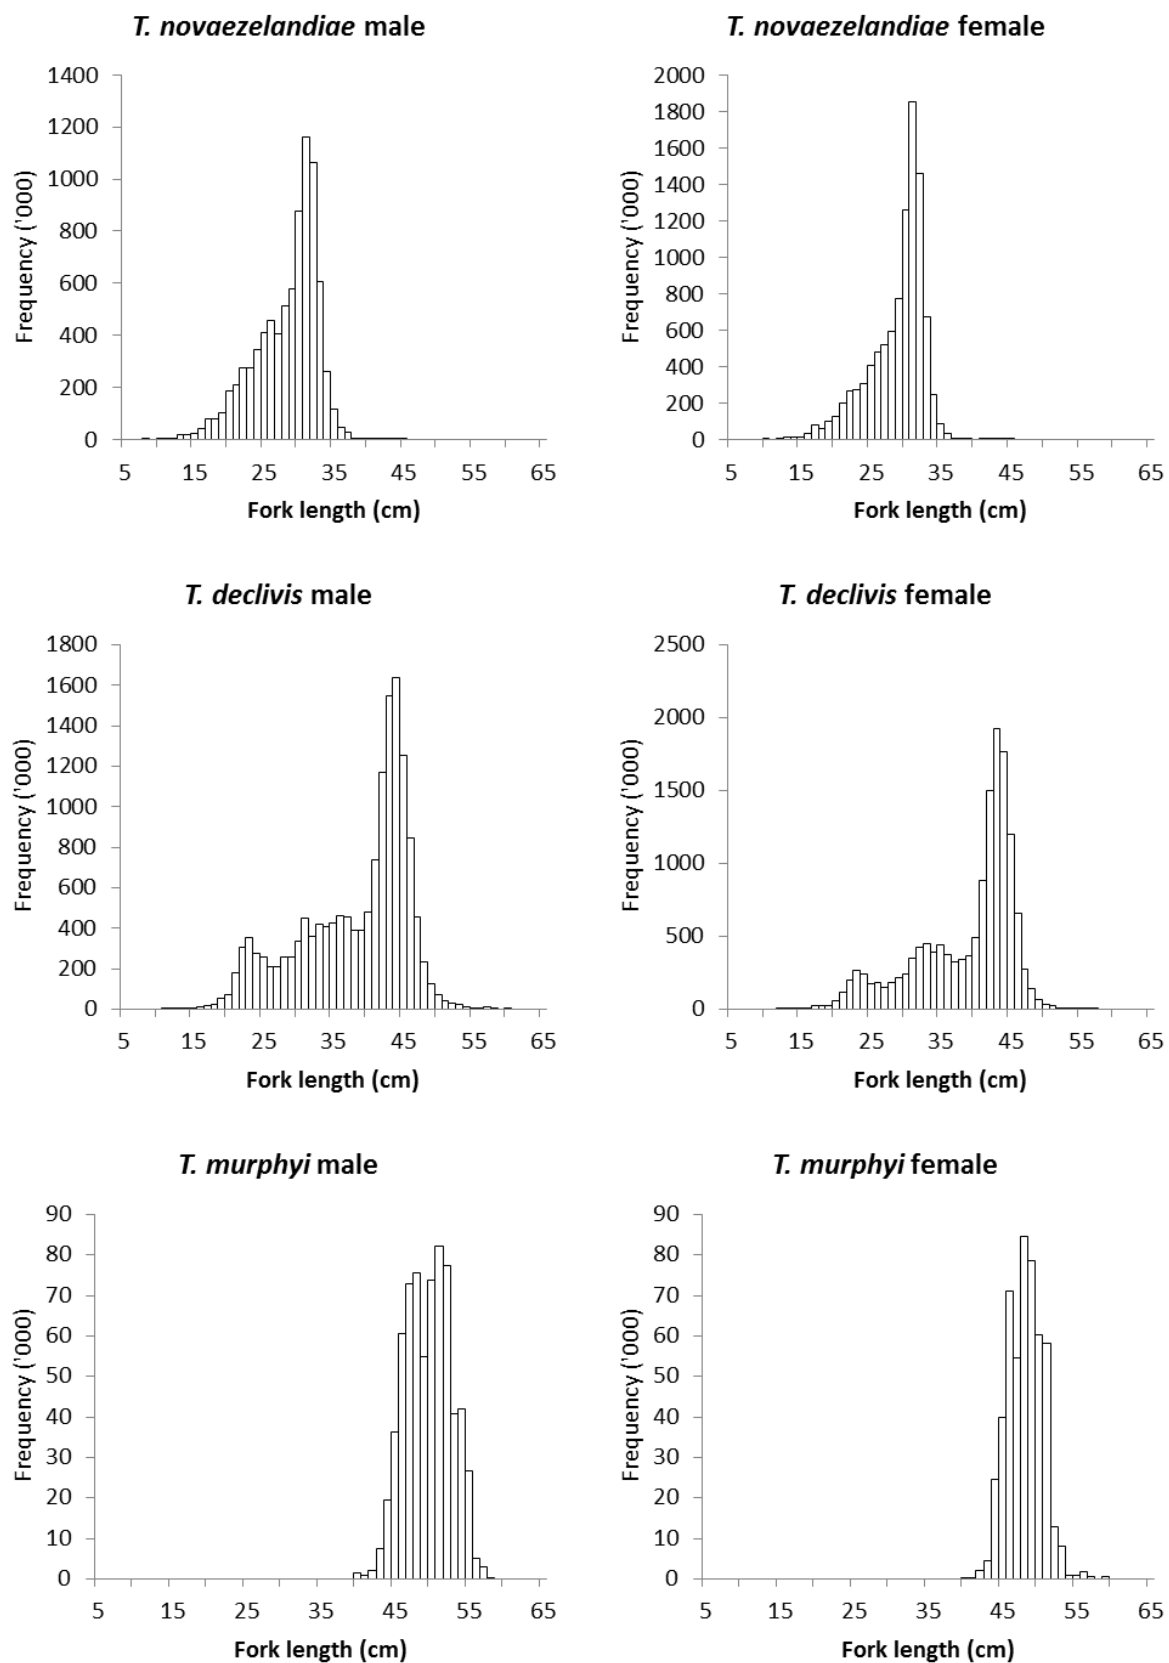 T. novaezelandiae male
1400
1200
1000
800
600
400
200
0
Frequency ('000)
5 15 25 35 45 55 65
Fork length (cm)
T. novaezelandiae female
2000
1800
1600
1400
1200
1000
800
600
400
200
0
Frequency ('000)
5 15 25 35 45 55 65
Fork length (cm)
T. declivis male
1800
1600
1400
1200
1000
800
600
400
200
0
Frequency ('000)
5 15 25 35 45 55 65
Fork length (cm)
T. declivis female
2500
2000
1500
1000
500
0
Frequency ('000)
5 15 25 35 45 55 65
Fork length (cm)
T. murphyi male
90
80
70
60
50
40
30
20
10
0
Frequency ('000)
5 15 25 35 45 55 65
Fork length (cm)
T. murphyi female
90
80
70
60
50
40
30
20
10
0
Frequency ('000)
5 15 25 35 45 55 65
Fork length (cm)